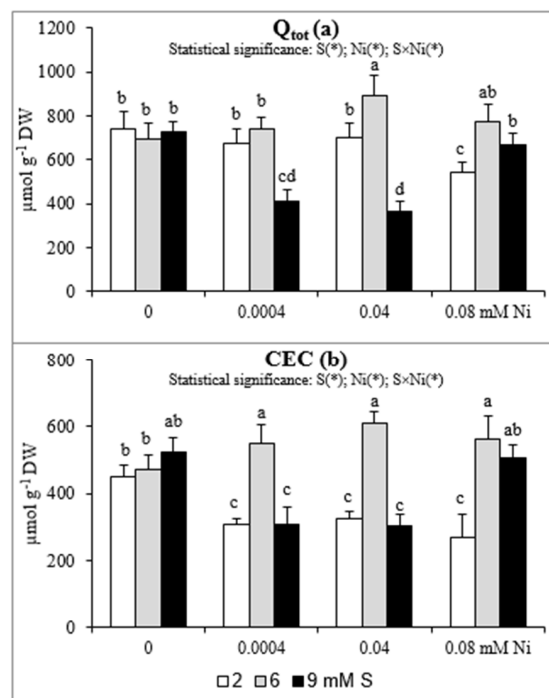 Qtot (a)
Statistical significance: S(*); Ni(*); S×Ni(*)
1200
1000
800
600
400
200
0
µmol g-1 DW
b b b
b b cd
b a d
c ab b
0 0.0004 0.04 0.08 mM Ni
CEC (b)
Statistical significance: S(*); Ni(*); S×Ni(*)
800
600
400
200
0
µmol g-1 DW
b b ab
c a c
c a c
c a ab
0 0.0004 0.04 0.08 mM Ni
2 6 9 mM S